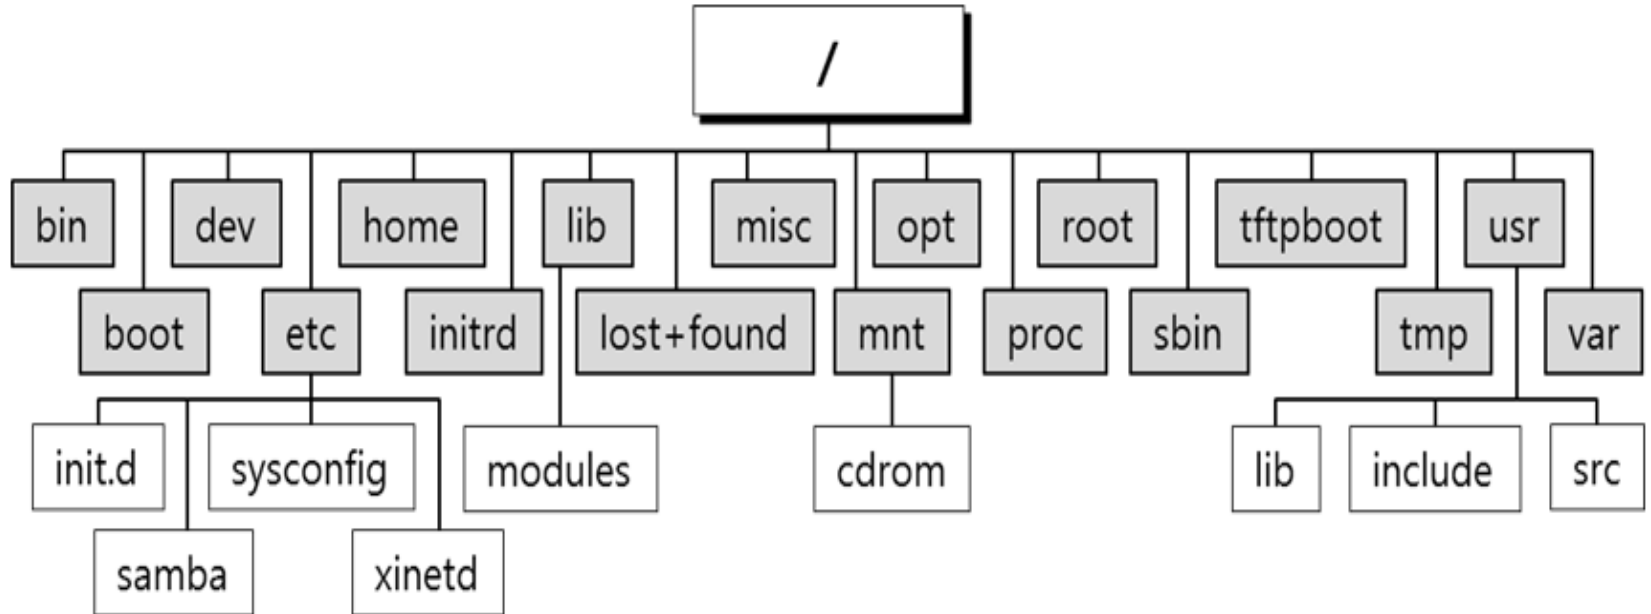 /
bin dev home lib misc opt root tftpboot usr
boot etc initrd lost+found mnt proc sbin tmp var
init.d sysconfig modules cdrom lib include src
samba xinetd